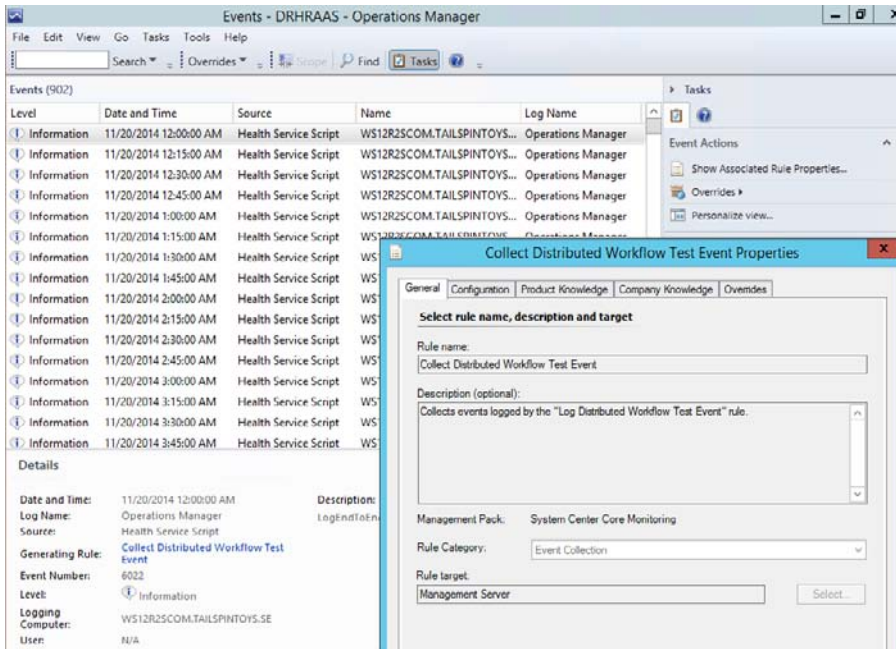 Events - DRHRAAS - Operations Manager
File Edit View Go Tasks Tools Help
Search Overrides Scope Find Tasks
Events (902)
Level Date and Time Source Name Log Name
Information 11/20/2014 12:00:00 AM Health Service Script WS12R2SCOM.TAILSPINTOYS... Operations Manager
Information 11/20/2014 12:15:00 AM Health Service Script WS12R2SCOM.TAILSPINTOYS... Operations Manager
Information 11/20/2014 12:30:00 AM Health Service Script WS12R2SCOM.TAILSPINTOYS... Operations Manager
Information 11/20/2014 12:45:00 AM Health Service Script WS12R2SCOM.TAILSPINTOYS... Operations Manager
Information 11/20/2014 1:00:00 AM Health Service Script WS12R2SCOM.TAILSPINTOYS... Operations Manager
Information 11/20/2014 1:15:00 AM Health Service Script WS12R2SCOM.TAILSPINTOYS... Operations Manager
Information 11/20/2014 1:30:00 AM Health Service Script
Information 11/20/2014 1:45:00 AM Health Service Script
Information 11/20/2014 2:00:00 AM Health Service Script
Information 11/20/2014 2:15:00 AM Health Service Script
Information 11/20/2014 2:30:00 AM Health Service Script
Information 11/20/2014 2:45:00 AM Health Service Script
Information 11/20/2014 3:00:00 AM Health Service Script
Information 11/20/2014 3:15:00 AM Health Service Script
Information 11/20/2014 3:30:00 AM Health Service Script
Information 11/20/2014 3:45:00 AM Health Service Script
Details
Date and Time: 11/20/2014 12:00:00 AM Description:
Log Name: Operations Manager LogEndToEn
Source: Health Service Script
Generating Rule: Collect Distributed Workflow Test
Event
Event Number: 6022
Level: Information
Logging
Computer: WS12R2SCOM.TAILSPINTOYS.SE
User: N/A
Tasks
Event Actions
Show Associated Rule Properties...
Overrides
Personalize view...
Collect Distributed Workflow Test Event Properties
General Configuration Product Knowledge Company Knowledge Overrides
Select rule name, description and target
Rule name:
Collect Distributed Workflow Test Event
Description (optional):
Collects events logged by the "Log Distributed Workflow Test Event" rule.
Management Pack: System Center Core Monitoring
Rule Category: Event Collection
Rule target:
Management Server Select...